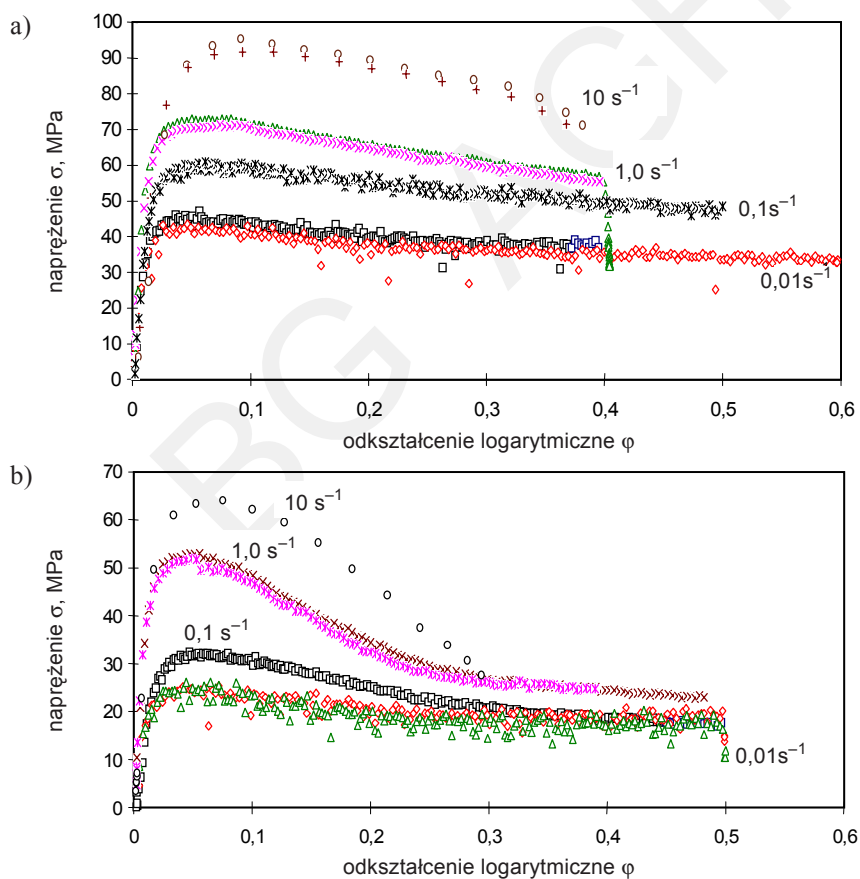 a)
100
90
80
70
60
50
40
30
20
10
0
naprężenie σ, MPa
10 s⁻¹
1,0 s⁻¹
0,1s⁻¹
0,01s⁻¹
0 0,1 0,2 0,3 0,4 0,5 0,6
odkształcenie logarytmiczne φ
b)
70
60
50
40
30
20
10
0
naprężenie σ, MPa
10 s⁻¹
1,0 s⁻¹
0,1 s⁻¹
0,01s⁻¹
0 0,1 0,2 0,3 0,4 0,5 0,6
odkształcenie logarytmiczne φ
BG AGH